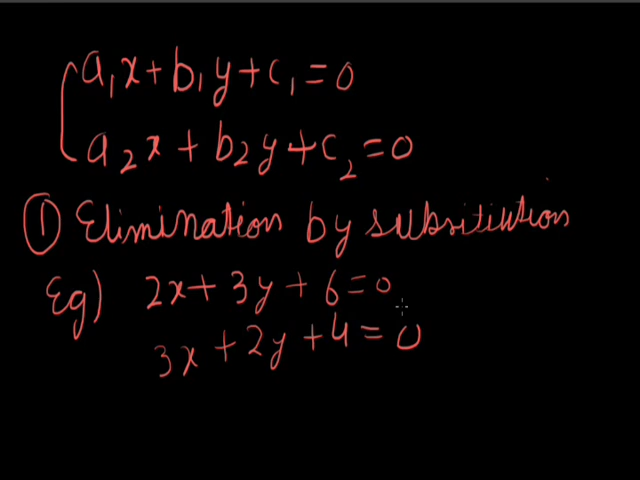 a₁x + b₁y + c₁ = 0
a₂x + b₂y + c₂ = 0
① Elimination by subsitiution
Eg) 2x + 3y + 6 = 0
3x + 2y + 4 = 0